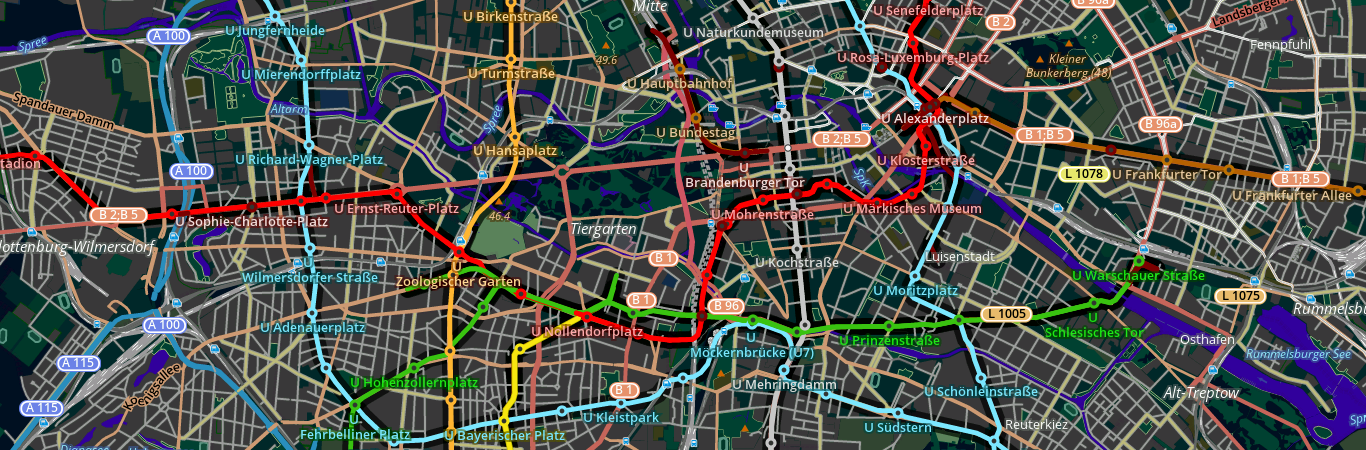 Mitte
U Birkenstraße
U Senefelderplatz
B 2
B 96a
Landsberger
U Jungfernheide
A 100
Spree
U Naturkundemuseum
Fennpfuhl
49.6
U Rosa-Luxemburg-Platz
Kleiner
Bunkerberg (48)
U Mierendorffplatz
U Turmstraße
U Hauptbahnhof
Spandauer Damm
Altarm
Spree
U Bundestag
U Alexanderplatz
B 96a
B 1;B 5
B 2;B 5
U Hansaplatz
U Richard-Wagner-Platz
tadion
A 100
U
Brandenburger Tor
U Klosterstraße
Spk
L 1078
U Frankfurter Tor
B 1;B 5
U Frankfurter Allee
B 2;B 5
U Sophie-Charlotte-Platz
U Ernst-Reuter-Platz
46.4
U Mohrenstraße
U Märkisches Museum
Tiergarten
lottenburg-Wilmersdorf
B 1
U Kochstraße
Luisenstadt
U
Wilmersdorfer Straße
U
Zoologischer Garten
U Moritzplatz
U Warschauer Straße
L 1075
Rummelsbu
B 1
B 96
L 1005
A 100
U Adenauerplatz
U Nollendorfplatz
U
Möckernbrücke (U7)
U Prinzenstraße
U
Schlesisches Tor
Osthafen
Rummelsburger See
A 115
Koenigsallee
U Hohenzollernplatz
B 1
U Mehringdamm
U Schönleinstraße
Alt-Treptow
A 115
U Kleistpark
U Südstern
Reuterkiez
Spr
Fehrbelliner Platz
U Bayerischer Platz